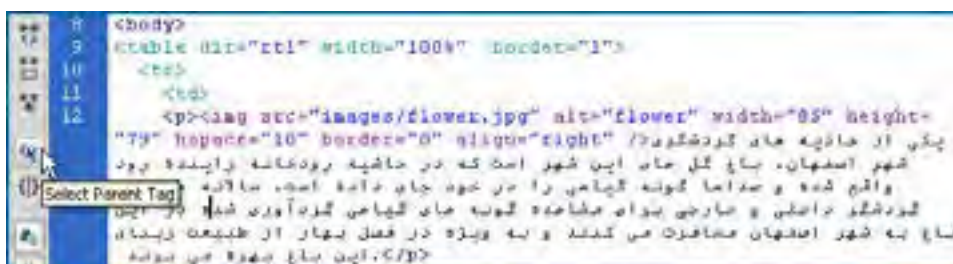 8 <body>
9 <table dir="rtl" width="100%" border="1">
10 <tr>
11 <td>
12 <p><img src="images/flower.jpg" alt="flower" width="85" height=
"79" hspace="10" border="0" align="right" />یکی از جاذبه های گردشگری
شهر اصفهان، باغ گل های این شهر است که در حاشیه رودخانه زاینده رود
واقع شده و صدها گونه گیاهی را در خود جای داده است. سالانه
Select Parent Tag
گردشگر داخلی و خارجی برای مشاهده گونه های گیاهی گردآوری شده در این
باغ به شهر اصفهان مسافرت می کنند و به ویژه در فصل بهار از طبیعت زیبای
این باغ بهره می برند.</p>